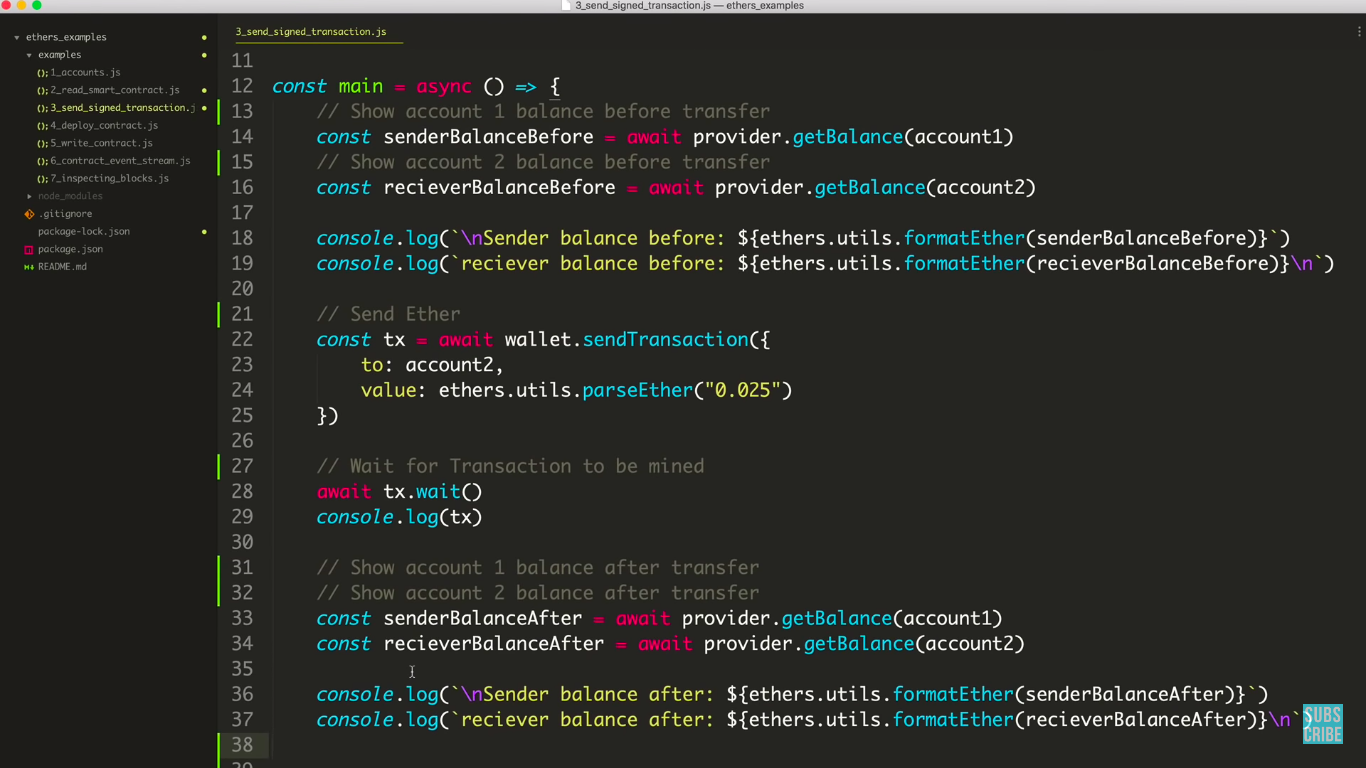 3_send_signed_transaction.js — ethers_examples
ethers_examples
examples
1_accounts.js
2_read_smart_contract.js
3_send_signed_transaction.j
4_deploy_contract.js
5_write_contract.js
6_contract_event_stream.js
7_inspecting_blocks.js
node_modules
.gitignore
package-lock.json
package.json
README.md
3_send_signed_transaction.js
11
12 const main = async () => {
13 // Show account 1 balance before transfer
14 const senderBalanceBefore = await provider.getBalance(account1)
15 // Show account 2 balance before transfer
16 const recieverBalanceBefore = await provider.getBalance(account2)
17
18 console.log(`\nSender balance before: ${ethers.utils.formatEther(senderBalanceBefore)}`)
19 console.log(`reciever balance before: ${ethers.utils.formatEther(recieverBalanceBefore)}\n`)
20
21 // Send Ether
22 const tx = await wallet.sendTransaction({
23 to: account2,
24 value: ethers.utils.parseEther("0.025")
25 })
26
27 // Wait for Transaction to be mined
28 await tx.wait()
29 console.log(tx)
30
31 // Show account 1 balance after transfer
32 // Show account 2 balance after transfer
33 const senderBalanceAfter = await provider.getBalance(account1)
34 const recieverBalanceAfter = await provider.getBalance(account2)
35
36 console.log(`\nSender balance after: ${ethers.utils.formatEther(senderBalanceAfter)}`)
37 console.log(`reciever balance after: ${ethers.utils.formatEther(recieverBalanceAfter)}\n`)
38
SUBS
CRIBE